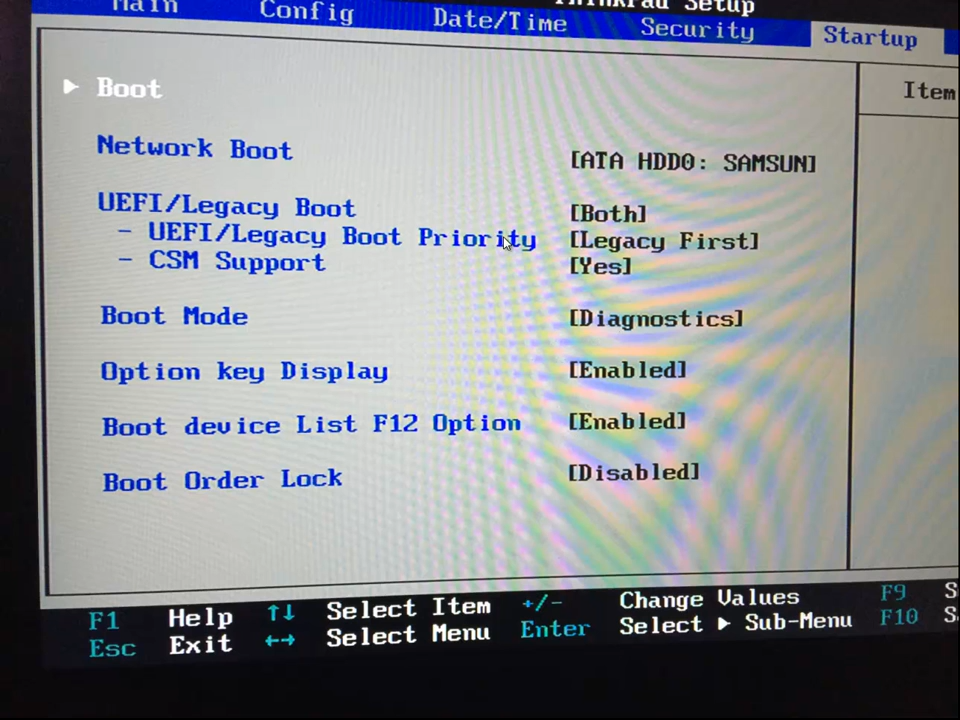 ThinkPad Setup
Main Config Date/Time Security Startup
Item
▶ Boot
Network Boot [ATA HDD0: SAMSUN]
UEFI/Legacy Boot [Both]
- UEFI/Legacy Boot Priority [Legacy First]
- CSM Support [Yes]
Boot Mode [Diagnostics]
Option key Display [Enabled]
Boot device List F12 Option [Enabled]
Boot Order Lock [Disabled]
F1 Help ↑↓ Select Item +/- Change Values F9 S
Esc Exit ←→ Select Menu Enter Select ▶ Sub-Menu F10 S